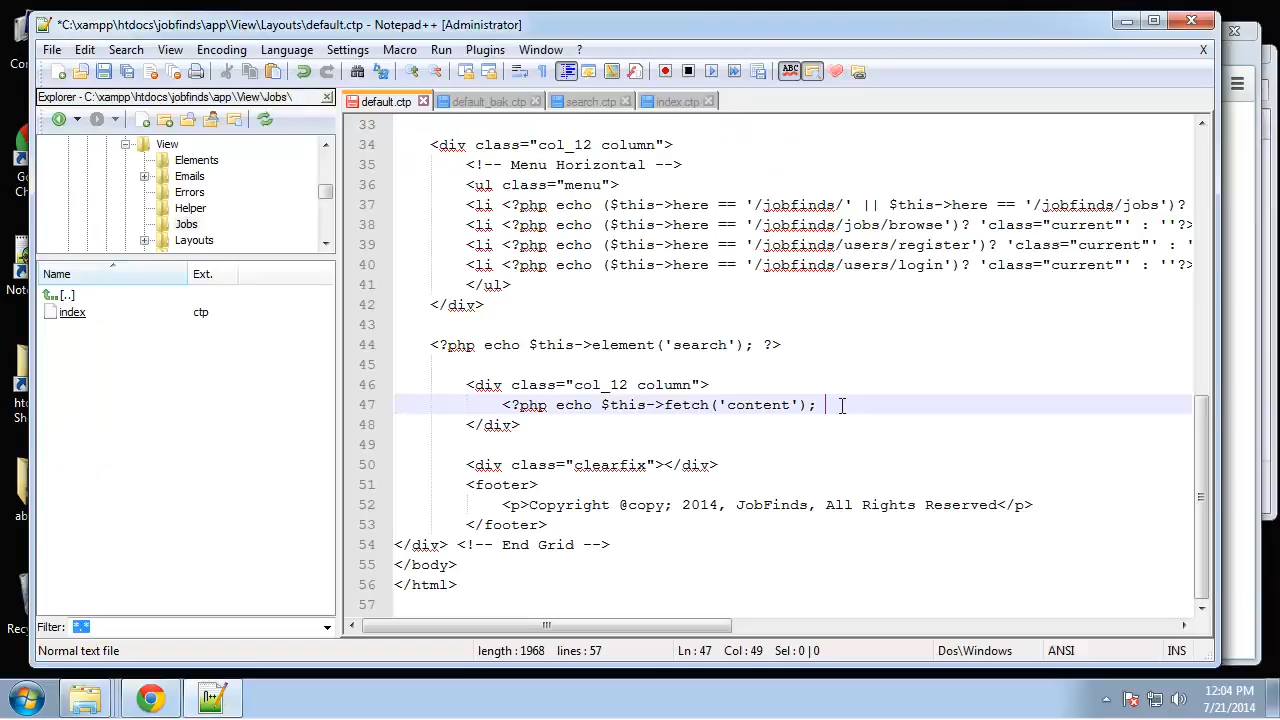 *C:\xampp\htdocs\jobfinds\app\View\Layouts\default.ctp - Notepad++ [Administrator]
File Edit Search View Encoding Language Settings Macro Run Plugins Window ? X
Explorer - C:\xampp\htdocs\jobfinds\app\View\Jobs\
default.ctp default_bak.ctp search.ctp index.ctp
View
Elements
Emails
Errors
Helper
Jobs
Layouts
Name Ext.
[..]
index ctp
Filter: *.*
33
34 <div class="col_12 column">
35 <!-- Menu Horizontal -->
36 <ul class="menu">
37 <li <?php echo ($this->here == '/jobfinds/' || $this->here == '/jobfinds/jobs')?
38 <li <?php echo ($this->here == '/jobfinds/jobs/browse')? 'class="current"' : ''?>
39 <li <?php echo ($this->here == '/jobfinds/users/register')? 'class="current"' : '
40 <li <?php echo ($this->here == '/jobfinds/users/login')? 'class="current"' : ''?>
41 </ul>
42 </div>
43
44 <?php echo $this->element('search'); ?>
45
46 <div class="col_12 column">
47 <?php echo $this->fetch('content');
48 </div>
49
50 <div class="clearfix"></div>
51 <footer>
52 <p>Copyright @copy; 2014, JobFinds, All Rights Reserved</p>
53 </footer>
54 </div> <!-- End Grid -->
55 </body>
56 </html>
57
Normal text file length : 1968 lines : 57 Ln : 47 Col : 49 Sel : 0 | 0 Dos\Windows ANSI INS
12:04 PM
7/21/2014